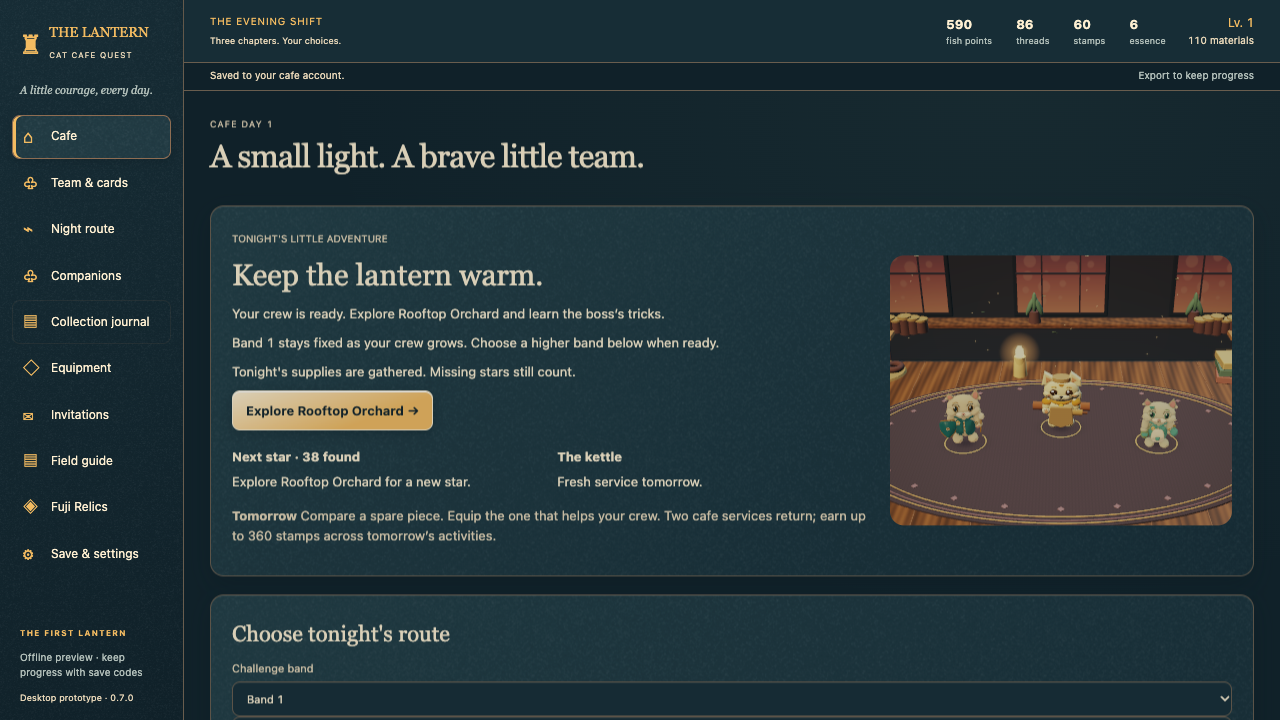 THE LANTERN
CAT CAFE QUEST
A little courage, every day.
Cafe
Team & cards
Night route
Companions
Collection journal
Equipment
Invitations
Field guide
Fuji Relics
Save & settings
THE FIRST LANTERN
Offline preview · keep
progress with save codes
Desktop prototype · 0.7.0
THE EVENING SHIFT
Three chapters. Your choices.
590
fish points
86
threads
60
stamps
6
essence
Lv. 1
110 materials
Saved to your cafe account.
Export to keep progress
CAFE DAY 1
A small light. A brave little team.
TONIGHT'S LITTLE ADVENTURE
Keep the lantern warm.
Your crew is ready. Explore Rooftop Orchard and learn the boss’s tricks.
Band 1 stays fixed as your crew grows. Choose a higher band below when ready.
Tonight's supplies are gathered. Missing stars still count.
Explore Rooftop Orchard →
Next star · 38 found
Explore Rooftop Orchard for a new star.
The kettle
Fresh service tomorrow.
Tomorrow Compare a spare piece. Equip the one that helps your crew. Two cafe services return; earn up
to 360 stamps across tomorrow’s activities.
Choose tonight's route
Challenge band
Band 1